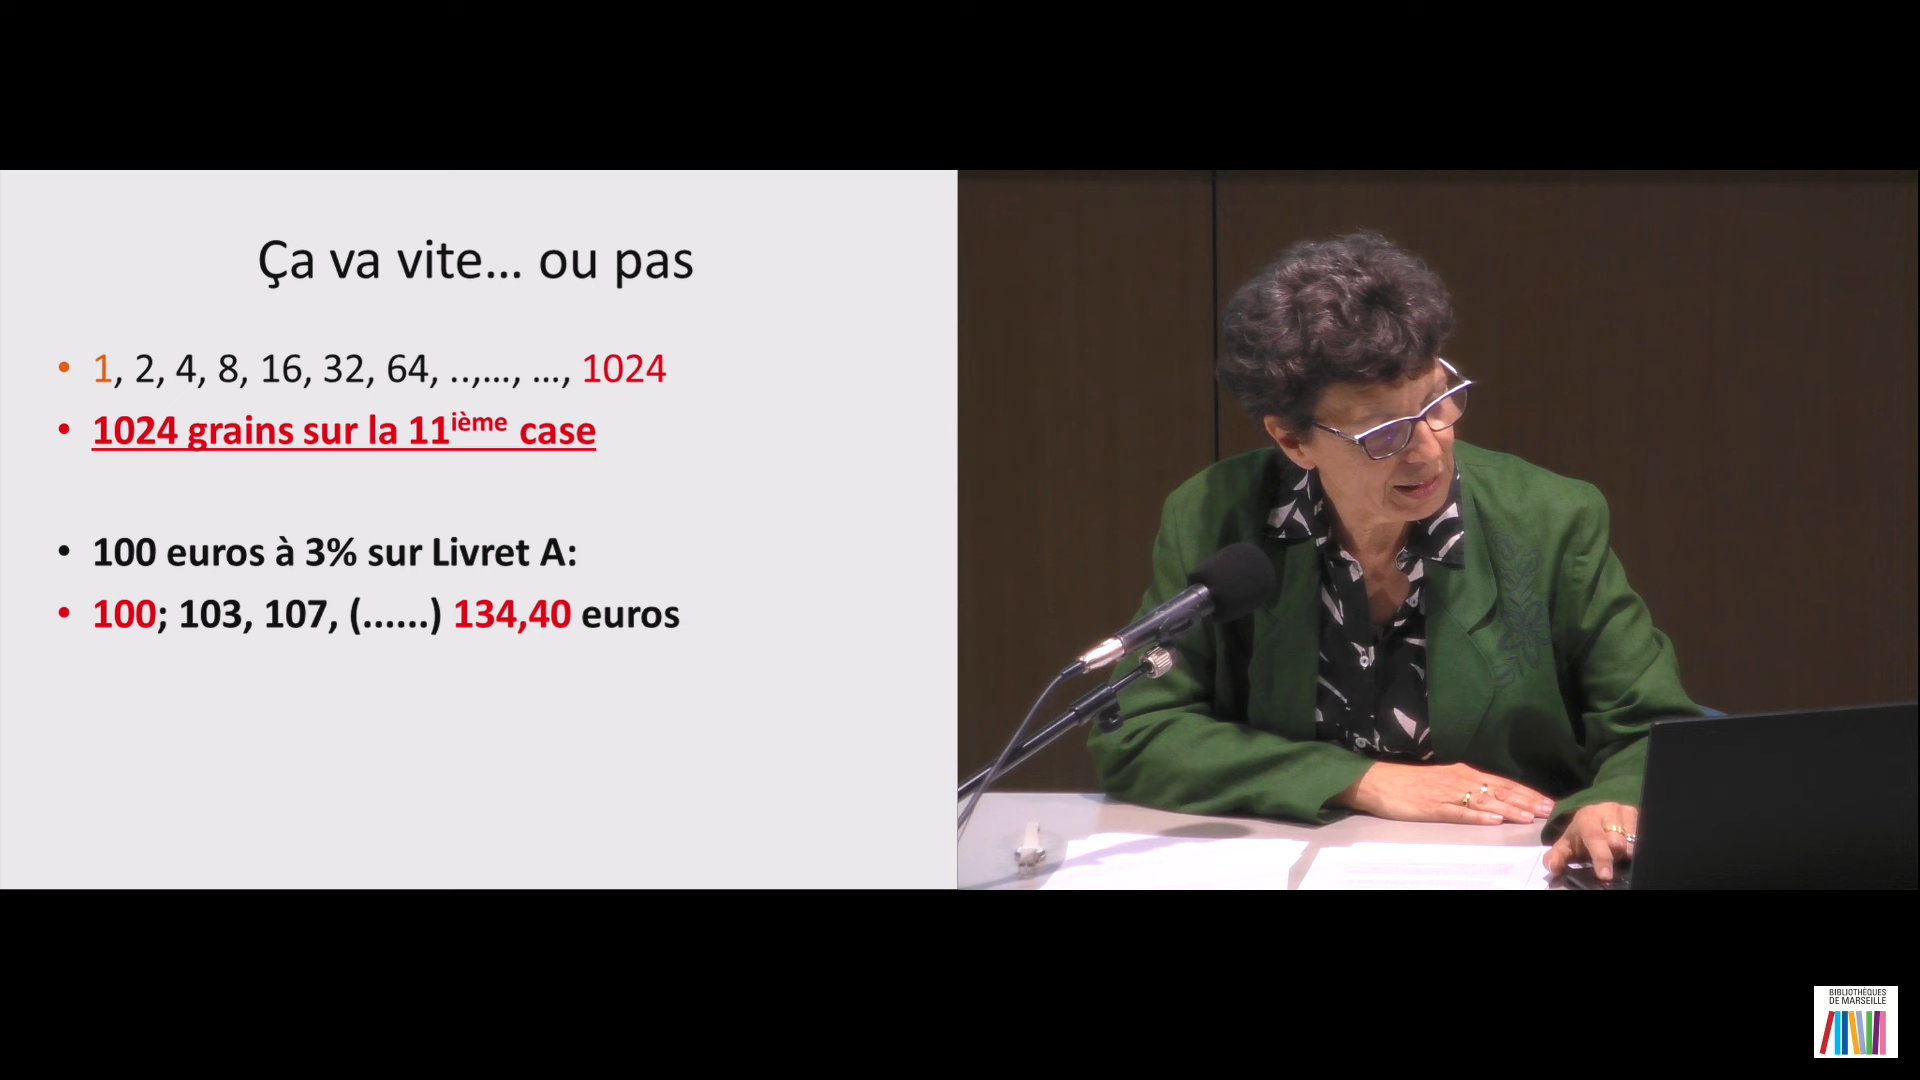 Ça va vite... ou pas
• 1, 2, 4, 8, 16, 32, 64, ..,..., ..., 1024
• 1024 grains sur la 11ième case
• 100 euros à 3% sur Livret A:
• 100; 103, 107, (......) 134,40 euros
BIBLIOTHÈQUES
DE MARSEILLE